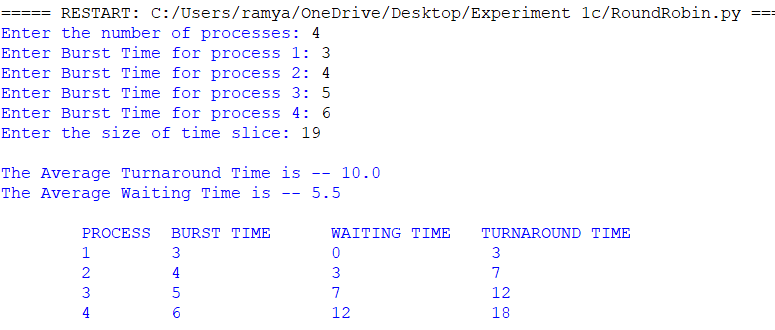 ===== RESTART: C:/Users/ramya/OneDrive/Desktop/Experiment 1c/RoundRobin.py ===
Enter the number of processes: 4
Enter Burst Time for process 1: 3
Enter Burst Time for process 2: 4
Enter Burst Time for process 3: 5
Enter Burst Time for process 4: 6
Enter the size of time slice: 19
The Average Turnaround Time is -- 10.0
The Average Waiting Time is -- 5.5
PROCESS BURST TIME WAITING TIME TURNAROUND TIME
1 3 0 3
2 4 3 7
3 5 7 12
4 6 12 18